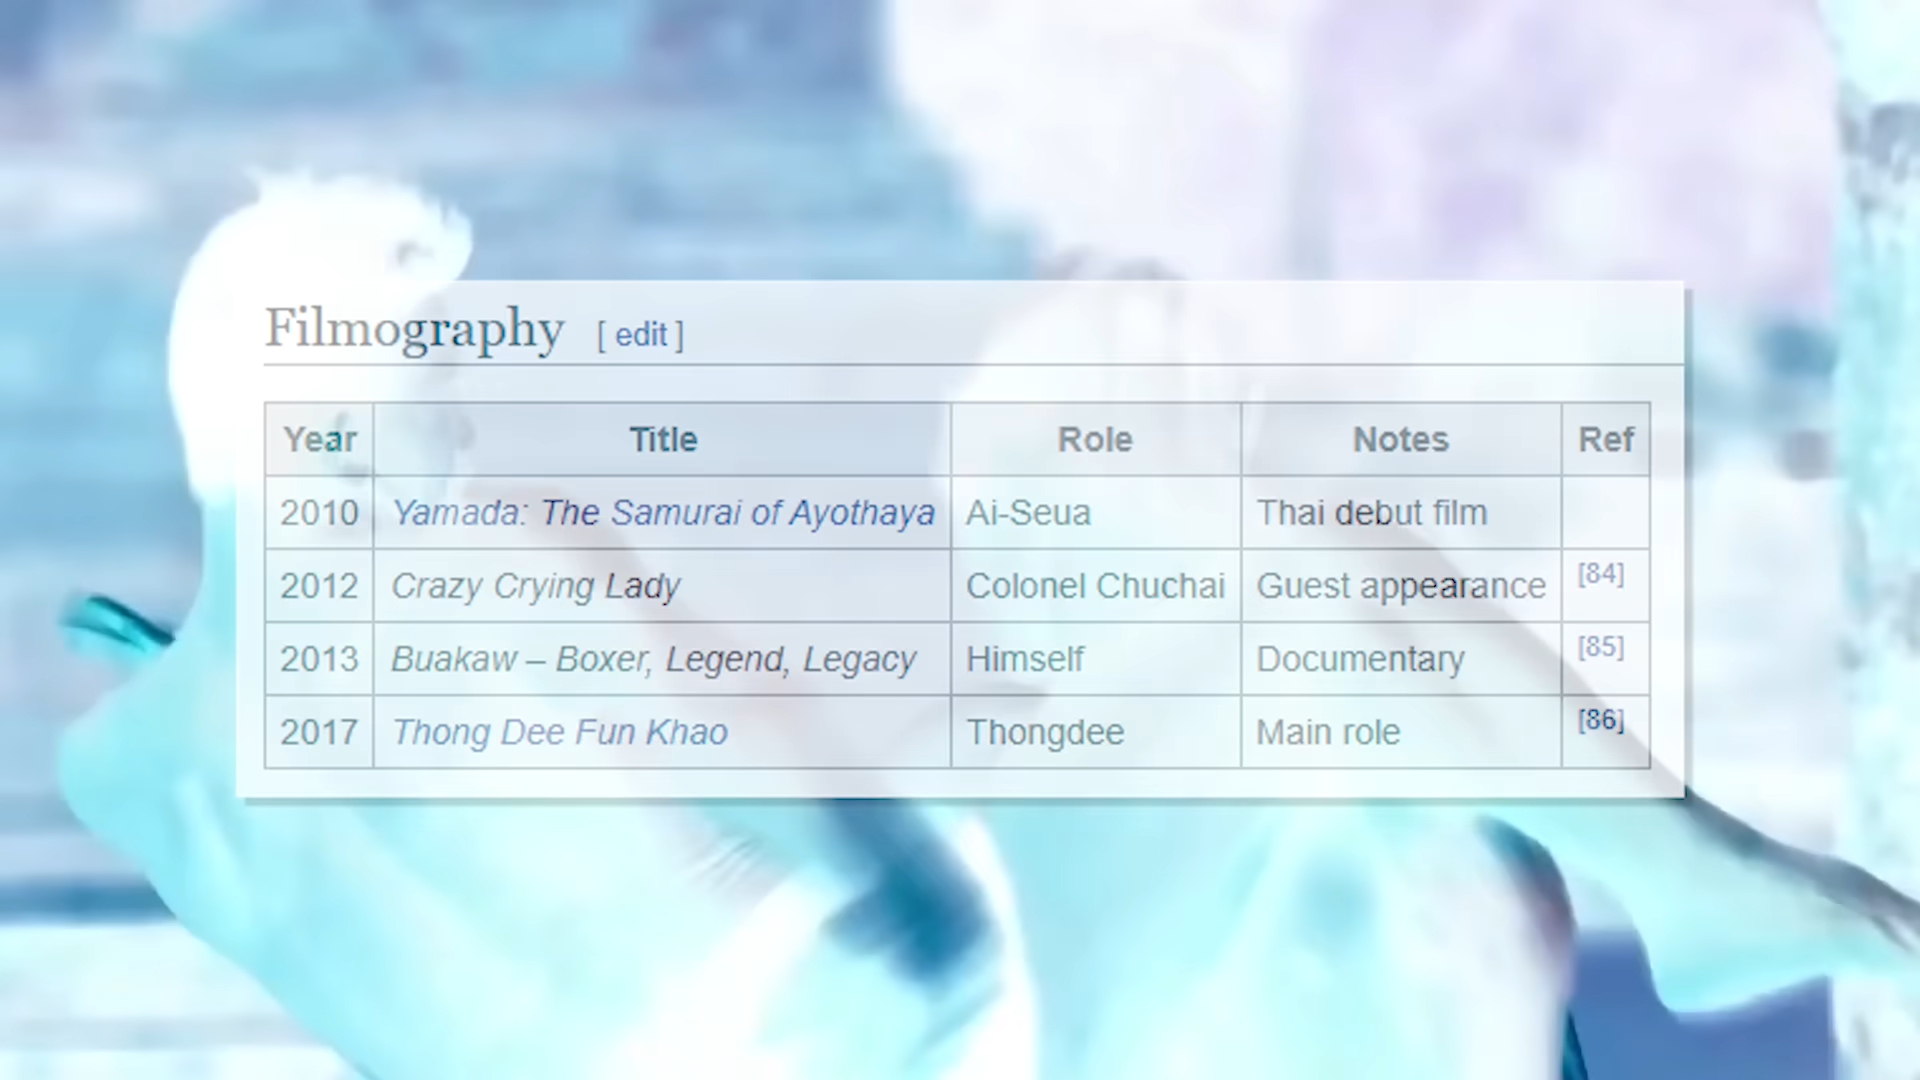 Filmography [ edit ]
Year Title Role Notes Ref
2010 Yamada: The Samurai of Ayothaya Ai-Seua Thai debut film
2012 Crazy Crying Lady Colonel Chuchai Guest appearance [84]
2013 Buakaw – Boxer, Legend, Legacy Himself Documentary [85]
2017 Thong Dee Fun Khao Thongdee Main role [86]